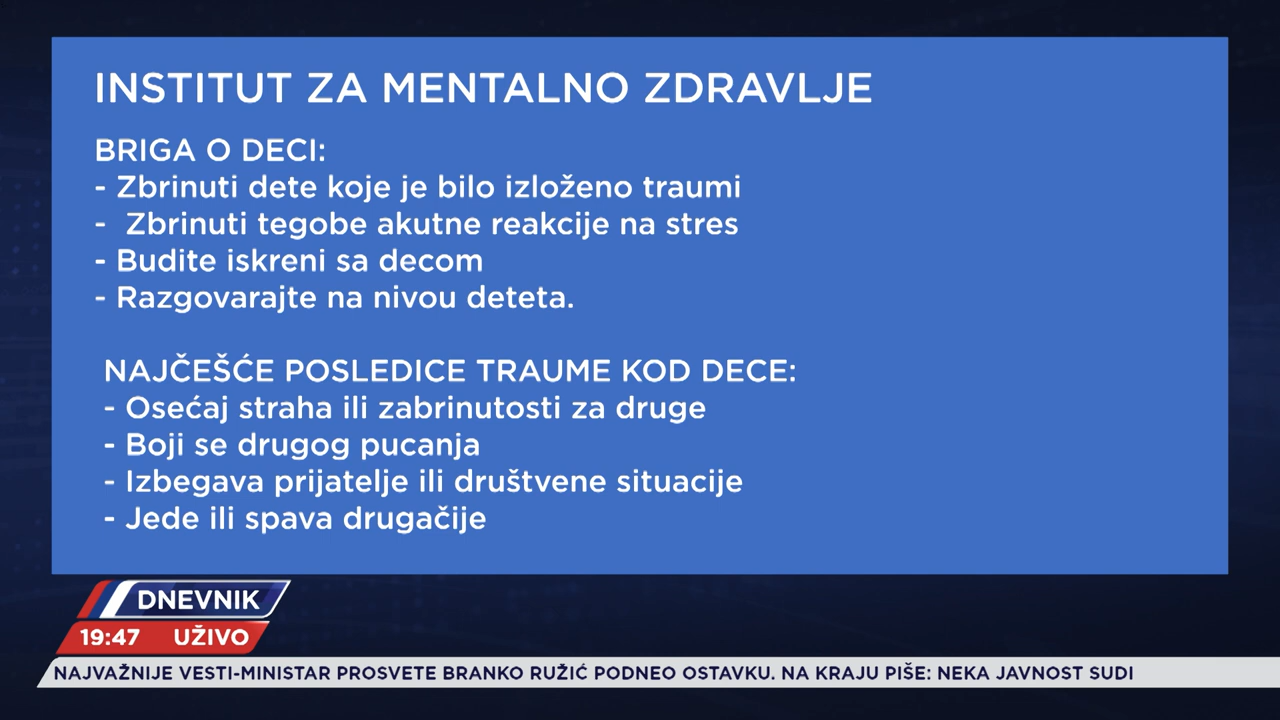 INSTITUT ZA MENTALNO ZDRAVLJE
BRIGA O DECI:
- Zbrinuti dete koje je bilo izloženo traumi
- Zbrinuti tegobe akutne reakcije na stres
- Budite iskreni sa decom
- Razgovarajte na nivou deteta.
NAJČEŠĆE POSLEDICE TRAUME KOD DECE:
- Osećaj straha ili zabrinutosti za druge
- Boji se drugog pucanja
- Izbegava prijatelje ili društvene situacije
- Jede ili spava drugačije
DNEVNIK
19:47 UŽIVO
NAJVAŽNIJE VESTI-MINISTAR PROSVETE BRANKO RUŽIĆ PODNEO OSTAVKU. NA KRAJU PIŠE: NEKA JAVNOST SUDI